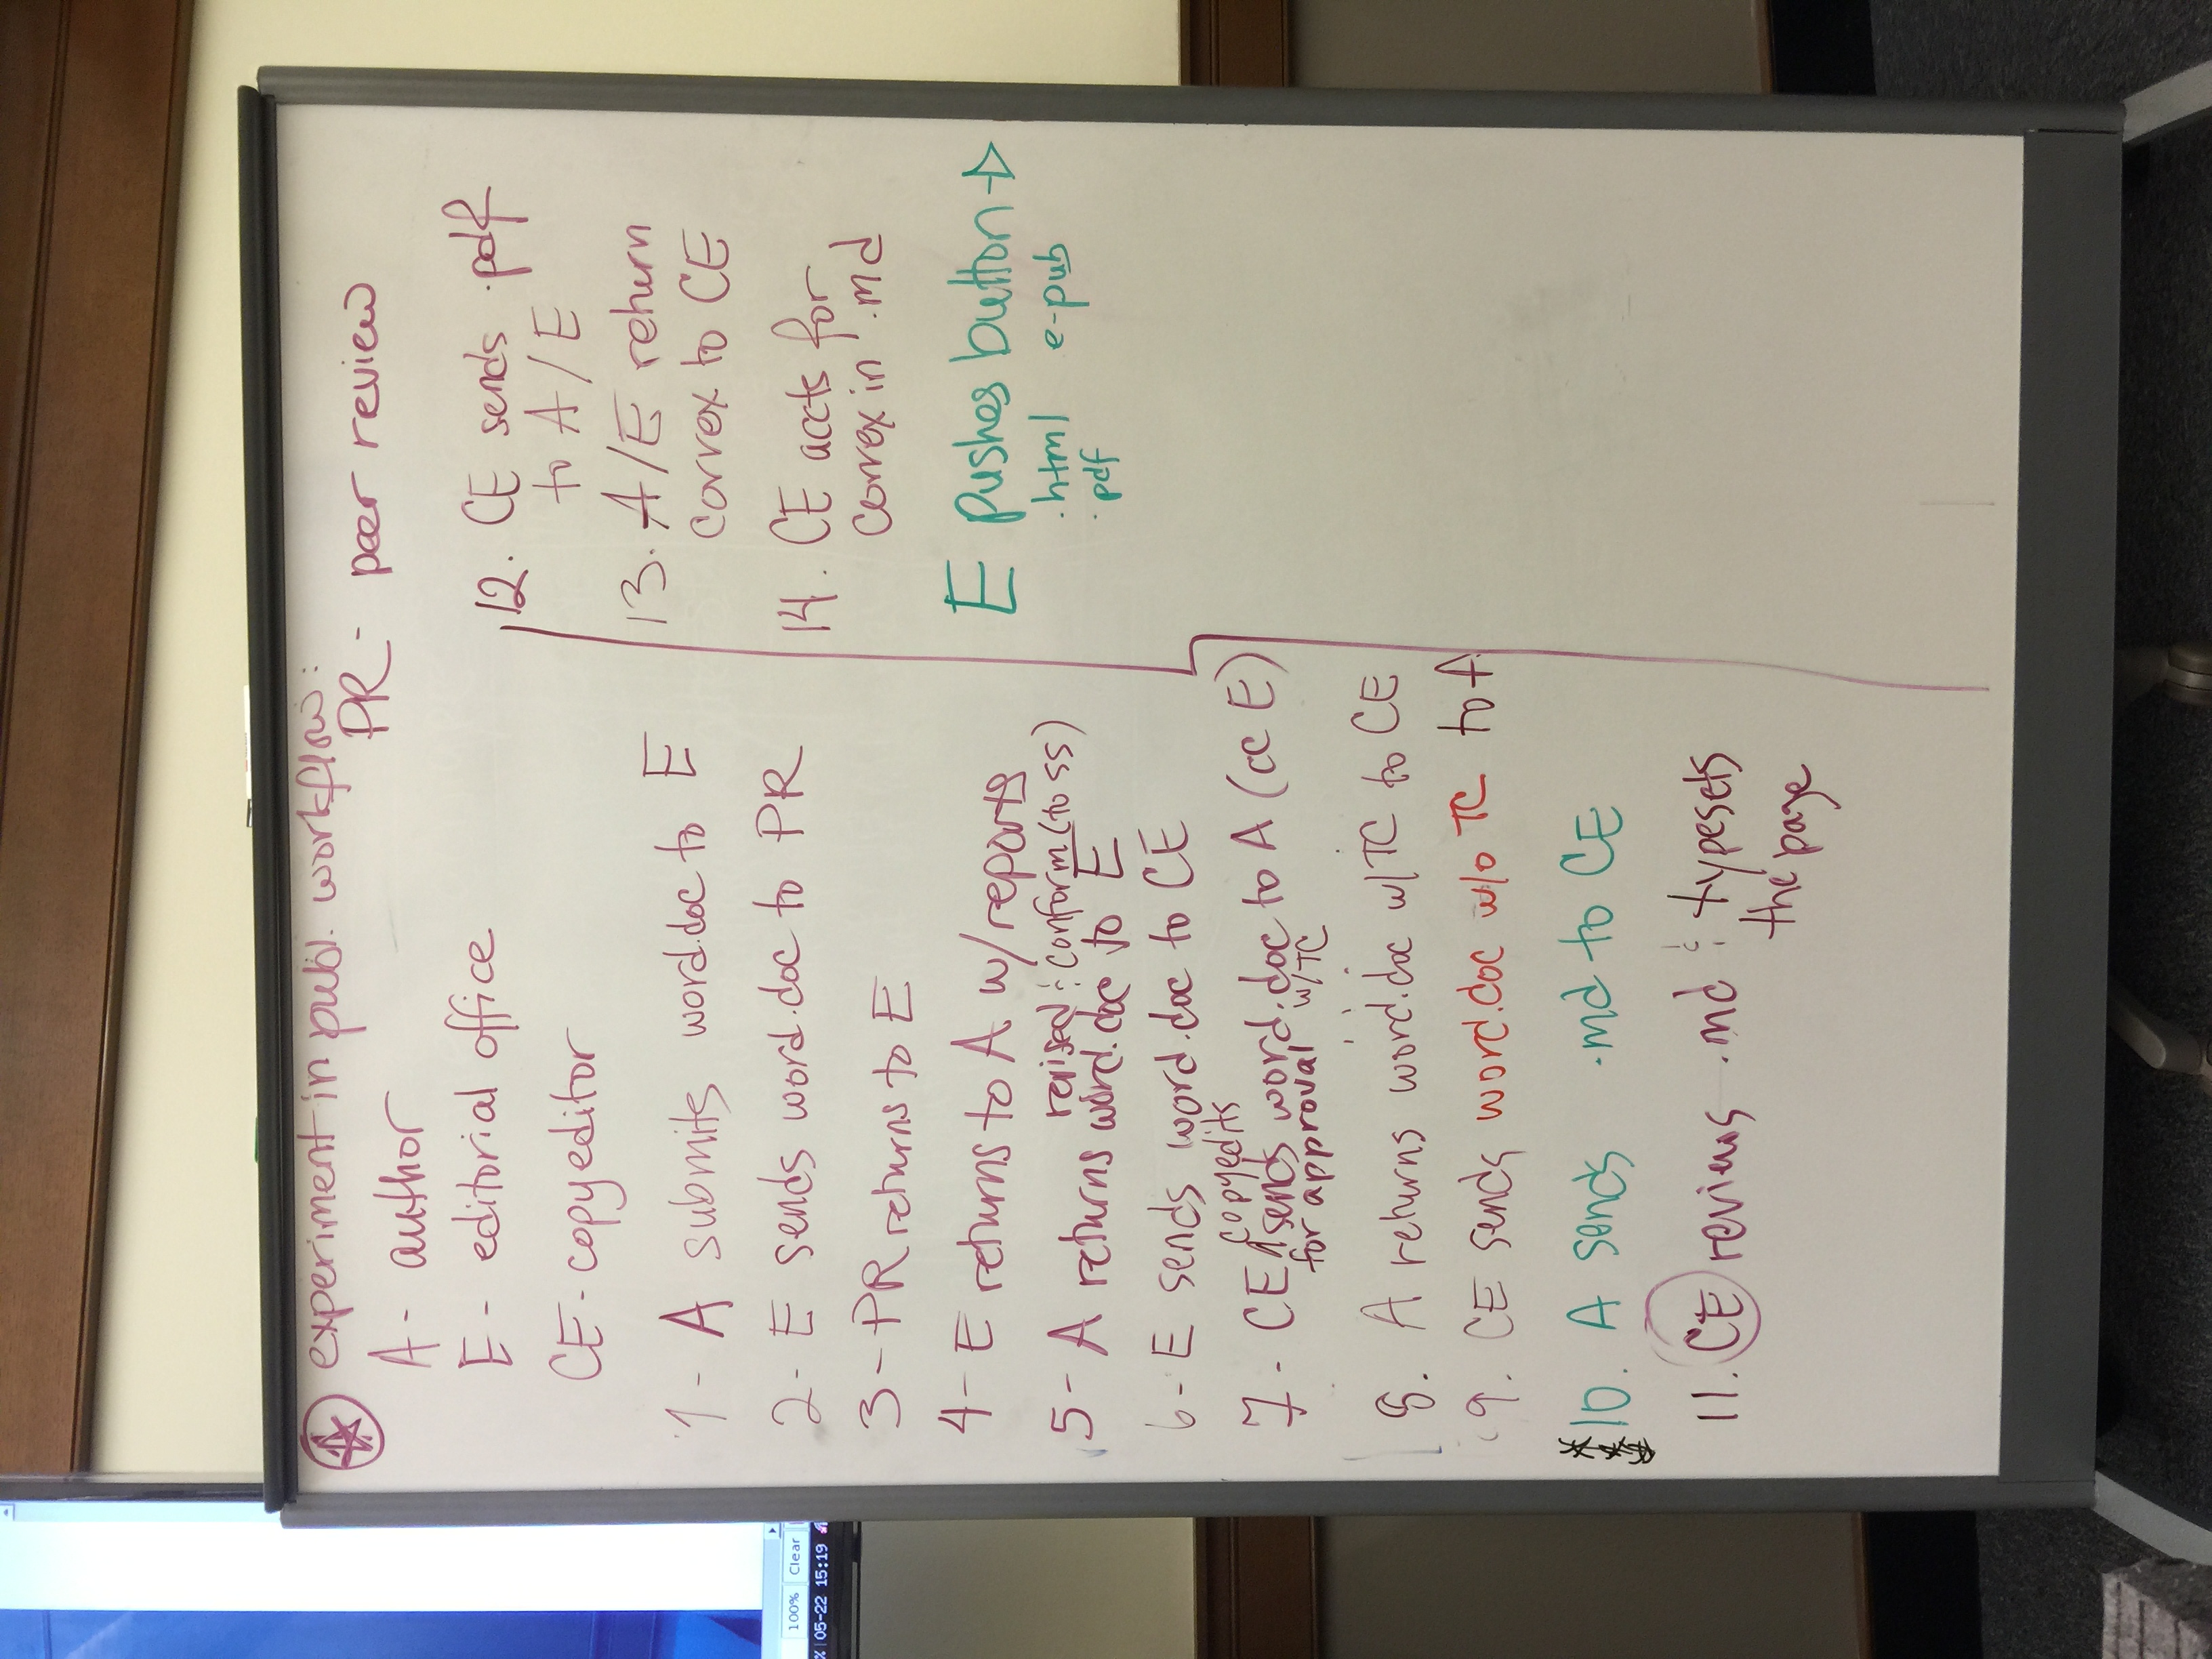 experiment in publ. workflow:
PR - peer review
A - author
E - editorial office
CE - copyeditor
1 - A submits word.doc to E
2 - E sends word.doc to PR
3 - PR returns to E
4 - E returns to A w/reports
revised & conform (to SS)
5 - A returns word.doc to E
6 - E sends word.doc to CE
copyedits
7 - CE ^ sends word.doc to A (cc E)
for approval w/TC
8. A returns word.doc w/TC to CE
9. CE sends word.doc w/o TC to A
10. A sends .md to CE
11. CE reviews .md & typesets
the page
12. CE sends .pdf
to A/E
13. A/E return
correx to CE
14. CE accts for
correx in .md
E pushes button →
.html e-pub
.pdf
100% Clear
% 05-22 15:19